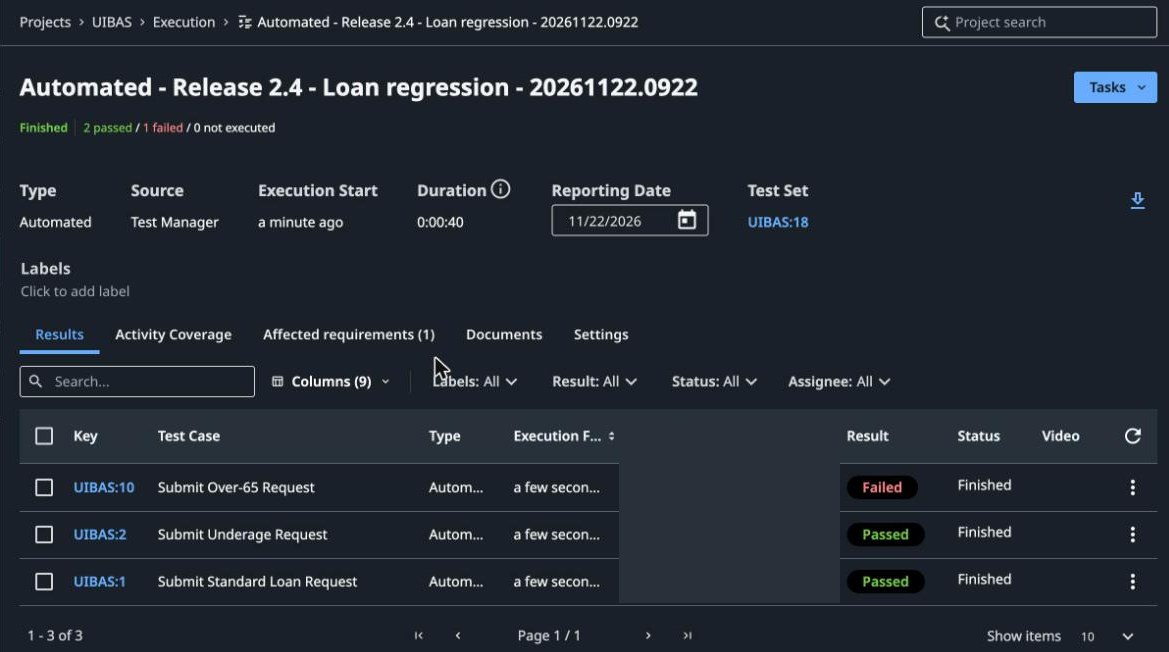 Projects > UIBAS > Execution > Automated - Release 2.4 - Loan regression - 20261122.0922
Project search
Automated - Release 2.4 - Loan regression - 20261122.0922
Tasks
Finished | 2 passed / 1 failed / 0 not executed
Type Source Execution Start Duration Reporting Date Test Set
Automated Test Manager a minute ago 0:00:40 11/22/2026 UIBAS:18
Labels
Click to add label
Results Activity Coverage Affected requirements (1) Documents Settings
Search... Columns (9) Labels: All Result: All Status: All Assignee: All
Key Test Case Type Execution F... Result Status Video
UIBAS:10 Submit Over-65 Request Autom... a few secon... Failed Finished
UIBAS:2 Submit Underage Request Autom... a few secon... Passed Finished
UIBAS:1 Submit Standard Loan Request Autom... a few secon... Passed Finished
1 - 3 of 3 Page 1 / 1 Show items 10